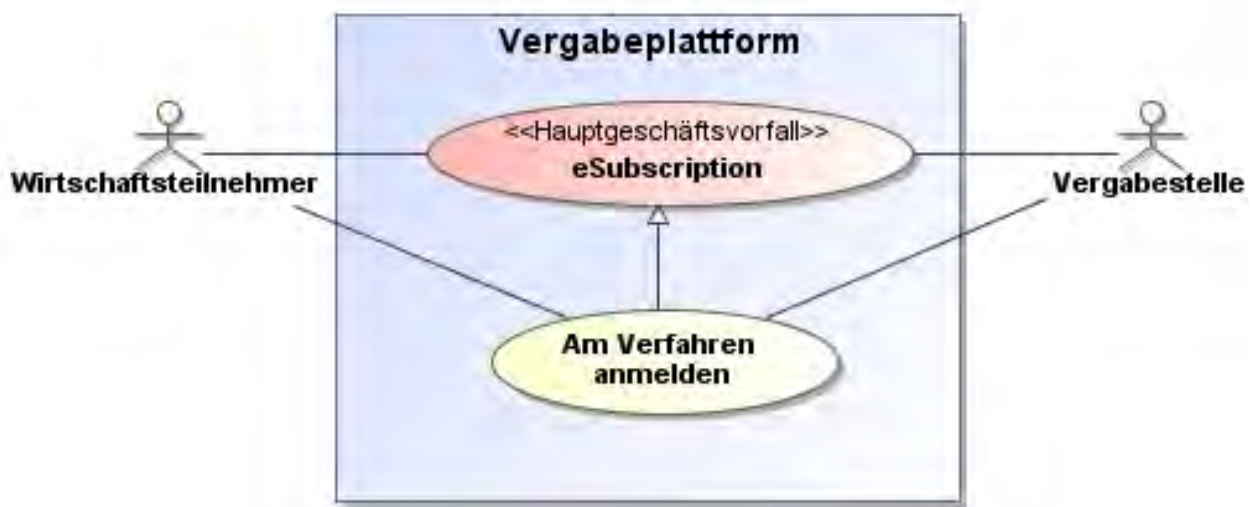 Vergabeplattform
<<Hauptgeschäftsvorfall>>
eSubscription
Wirtschaftsteilnehmer
Vergabestelle
Am Verfahren
anmelden